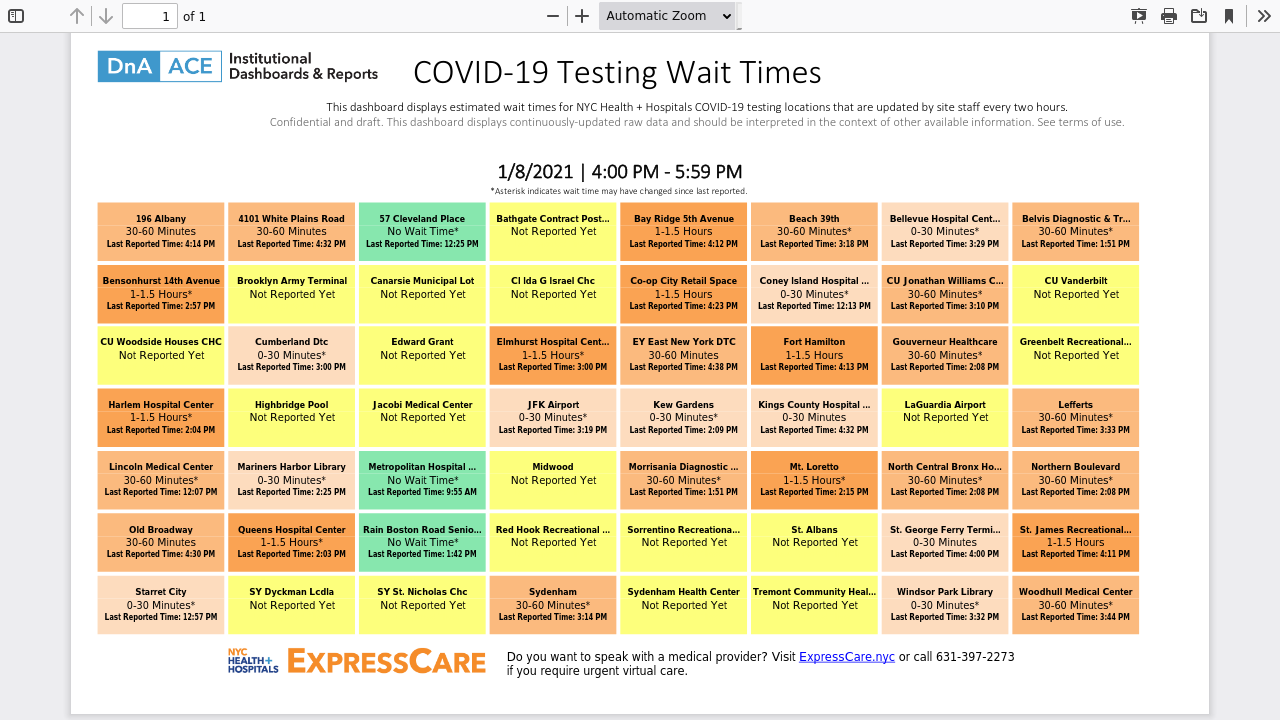 1 of 1 Automatic Zoom
DnA ACE Institutional
Dashboards & Reports
COVID-19 Testing Wait Times
This dashboard displays estimated wait times for NYC Health + Hospitals COVID-19 testing locations that are updated by site staff every two hours.
Confidential and draft. This dashboard displays continuously-updated raw data and should be interpreted in the context of other available information. See terms of use.
1/8/2021 | 4:00 PM - 5:59 PM
*Asterisk indicates wait time may have changed since last reported.
196 Albany
30-60 Minutes
Last Reported Time: 4:14 PM
4101 White Plains Road
30-60 Minutes
Last Reported Time: 4:32 PM
57 Cleveland Place
No Wait Time*
Last Reported Time: 12:25 PM
Bathgate Contract Post...
Not Reported Yet
Bay Ridge 5th Avenue
1-1.5 Hours
Last Reported Time: 4:12 PM
Beach 39th
30-60 Minutes*
Last Reported Time: 3:18 PM
Bellevue Hospital Cent...
0-30 Minutes*
Last Reported Time: 3:29 PM
Belvis Diagnostic & Tr...
30-60 Minutes*
Last Reported Time: 1:51 PM
Bensonhurst 14th Avenue
1-1.5 Hours*
Last Reported Time: 2:57 PM
Brooklyn Army Terminal
Not Reported Yet
Canarsie Municipal Lot
Not Reported Yet
Cl Ida G Israel Chc
Not Reported Yet
Co-op City Retail Space
1-1.5 Hours
Last Reported Time: 4:23 PM
Coney Island Hospital ...
0-30 Minutes*
Last Reported Time: 12:13 PM
CU Jonathan Williams C...
30-60 Minutes*
Last Reported Time: 3:10 PM
CU Vanderbilt
Not Reported Yet
CU Woodside Houses CHC
Not Reported Yet
Cumberland Dtc
0-30 Minutes*
Last Reported Time: 3:00 PM
Edward Grant
Not Reported Yet
Elmhurst Hospital Cent...
1-1.5 Hours*
Last Reported Time: 3:00 PM
EY East New York DTC
30-60 Minutes
Last Reported Time: 4:38 PM
Fort Hamilton
1-1.5 Hours
Last Reported Time: 4:13 PM
Gouverneur Healthcare
30-60 Minutes*
Last Reported Time: 2:08 PM
Greenbelt Recreational...
Not Reported Yet
Harlem Hospital Center
1-1.5 Hours*
Last Reported Time: 2:04 PM
Highbridge Pool
Not Reported Yet
Jacobi Medical Center
Not Reported Yet
JFK Airport
0-30 Minutes*
Last Reported Time: 3:19 PM
Kew Gardens
0-30 Minutes*
Last Reported Time: 2:09 PM
Kings County Hospital ...
0-30 Minutes
Last Reported Time: 4:32 PM
LaGuardia Airport
Not Reported Yet
Lefferts
30-60 Minutes*
Last Reported Time: 3:33 PM
Lincoln Medical Center
30-60 Minutes*
Last Reported Time: 12:07 PM
Mariners Harbor Library
0-30 Minutes*
Last Reported Time: 2:25 PM
Metropolitan Hospital ...
No Wait Time*
Last Reported Time: 9:55 AM
Midwood
Not Reported Yet
Morrisania Diagnostic ...
30-60 Minutes*
Last Reported Time: 1:51 PM
Mt. Loretto
1-1.5 Hours*
Last Reported Time: 2:15 PM
North Central Bronx Ho...
30-60 Minutes*
Last Reported Time: 2:08 PM
Northern Boulevard
30-60 Minutes*
Last Reported Time: 2:08 PM
Old Broadway
30-60 Minutes
Last Reported Time: 4:30 PM
Queens Hospital Center
1-1.5 Hours*
Last Reported Time: 2:03 PM
Rain Boston Road Senio...
No Wait Time*
Last Reported Time: 1:42 PM
Red Hook Recreational ...
Not Reported Yet
Sorrentino Recreationa...
Not Reported Yet
St. Albans
Not Reported Yet
St. George Ferry Termi...
0-30 Minutes
Last Reported Time: 4:00 PM
St. James Recreational...
1-1.5 Hours
Last Reported Time: 4:11 PM
Starret City
0-30 Minutes*
Last Reported Time: 12:57 PM
SY Dyckman Lcdla
Not Reported Yet
SY St. Nicholas Chc
Not Reported Yet
Sydenham
30-60 Minutes*
Last Reported Time: 3:14 PM
Sydenham Health Center
Not Reported Yet
Tremont Community Heal...
Not Reported Yet
Windsor Park Library
0-30 Minutes*
Last Reported Time: 3:32 PM
Woodhull Medical Center
30-60 Minutes*
Last Reported Time: 3:44 PM
NYC
HEALTH+
HOSPITALS
EXPRESSCARE
Do you want to speak with a medical provider? Visit ExpressCare.nyc or call 631-397-2273
if you require urgent virtual care.